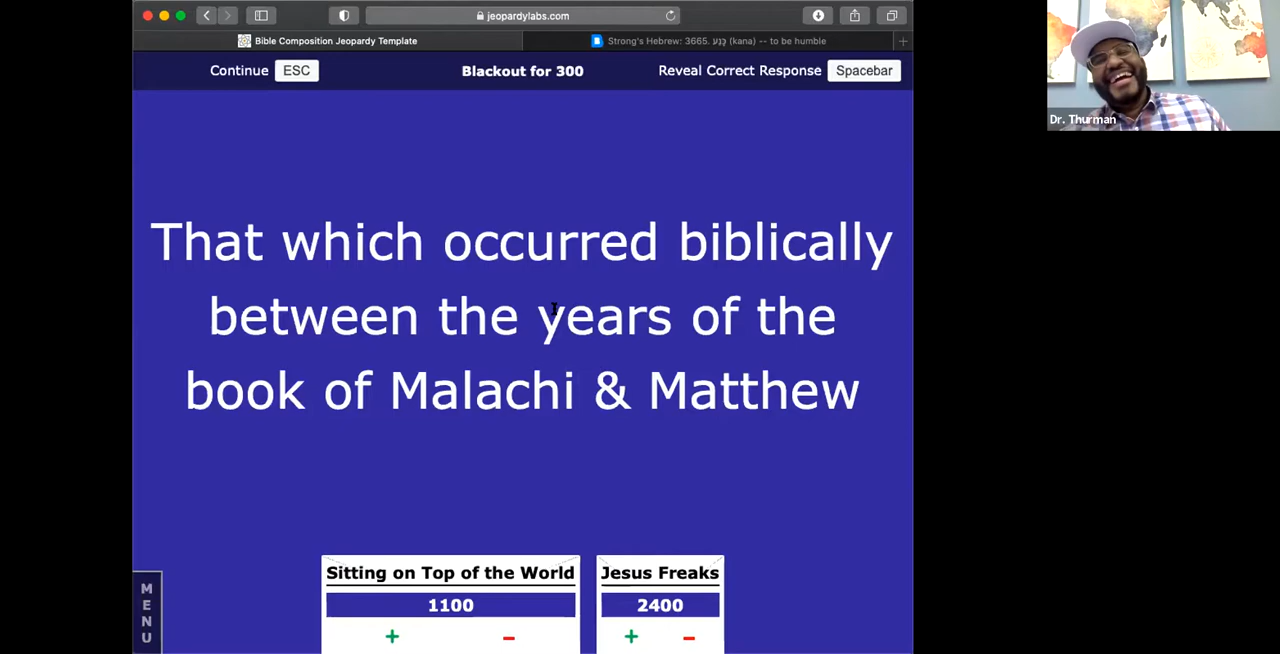 jeopardylabs.com
Bible Composition Jeopardy Template
Strong's Hebrew: 3665. כָּנַע (kana) -- to be humble
Continue ESC
Blackout for 300
Reveal Correct Response Spacebar
Dr. Thurman
That which occurred biblically
between the years of the
book of Malachi & Matthew
MENU
Sitting on Top of the World
1100
+ −
Jesus Freaks
2400
+ −